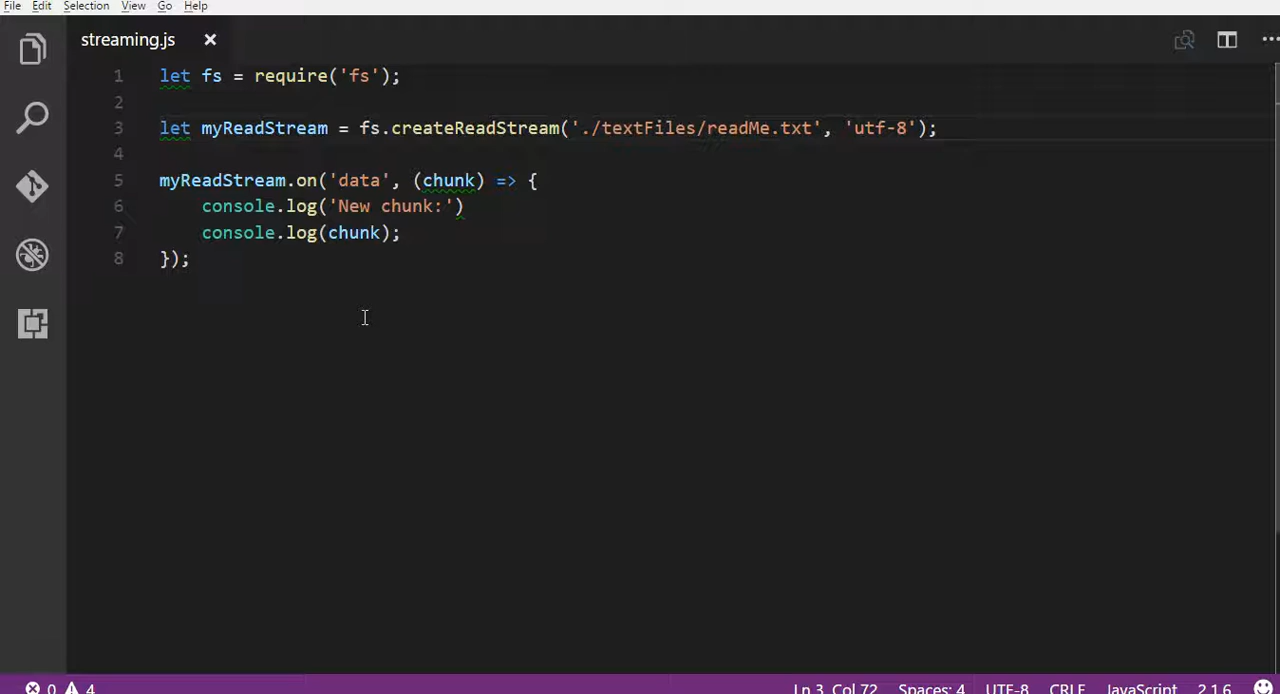 File Edit Selection View Go Help
streaming.js
1 let fs = require('fs');
2
3 let myReadStream = fs.createReadStream('./textFiles/readMe.txt', 'utf-8');
4
5 myReadStream.on('data', (chunk) => {
6     console.log('New chunk:')
7     console.log(chunk);
8 });
0 4 Ln 3, Col 72 Spaces: 4 UTF-8 CRLF JavaScript 2.1.6